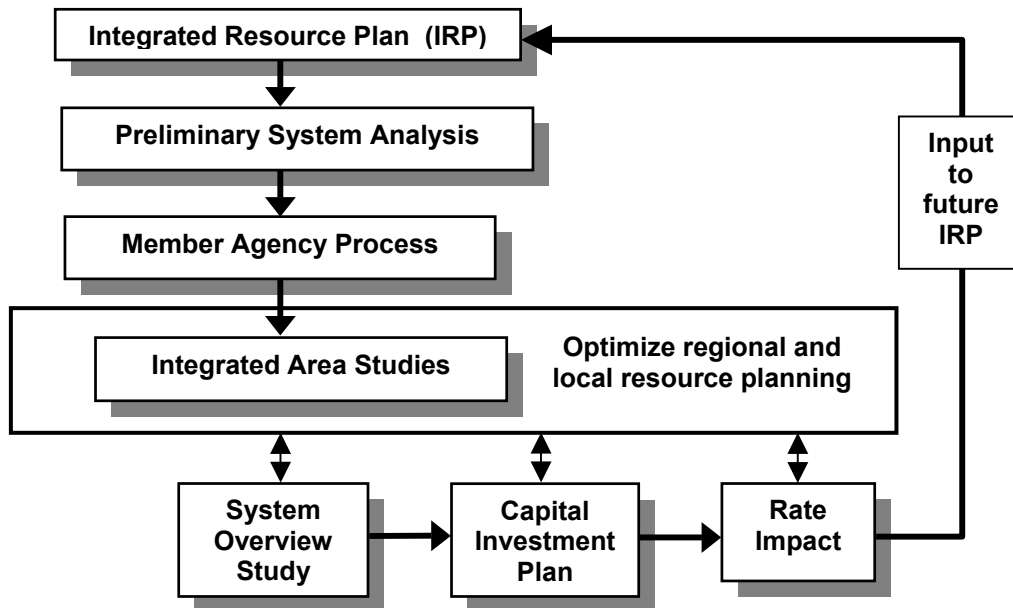 Integrated Resource Plan (IRP)
Preliminary System Analysis
Member Agency Process
Integrated Area Studies
Optimize regional and
local resource planning
System
Overview
Study
Capital
Investment
Plan
Rate
Impact
Input
to
future
IRP